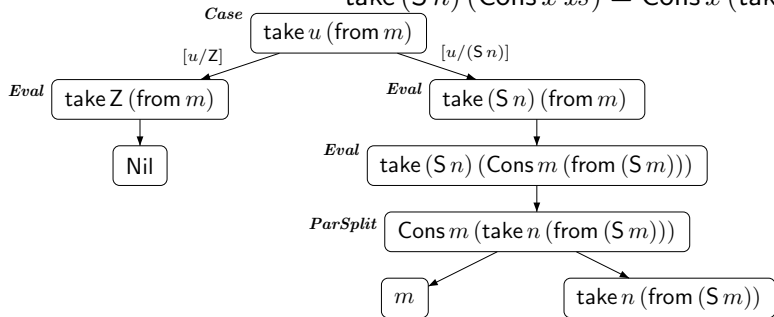 take (S n) (Cons x xs) = Cons x (take
Case
take u (from m)
[u/Z]
[u/(S n)]
Eval
take Z (from m)
Eval
take (S n) (from m)
Nil
Eval
take (S n) (Cons m (from (S m)))
ParSplit
Cons m (take n (from (S m)))
m
take n (from (S m))